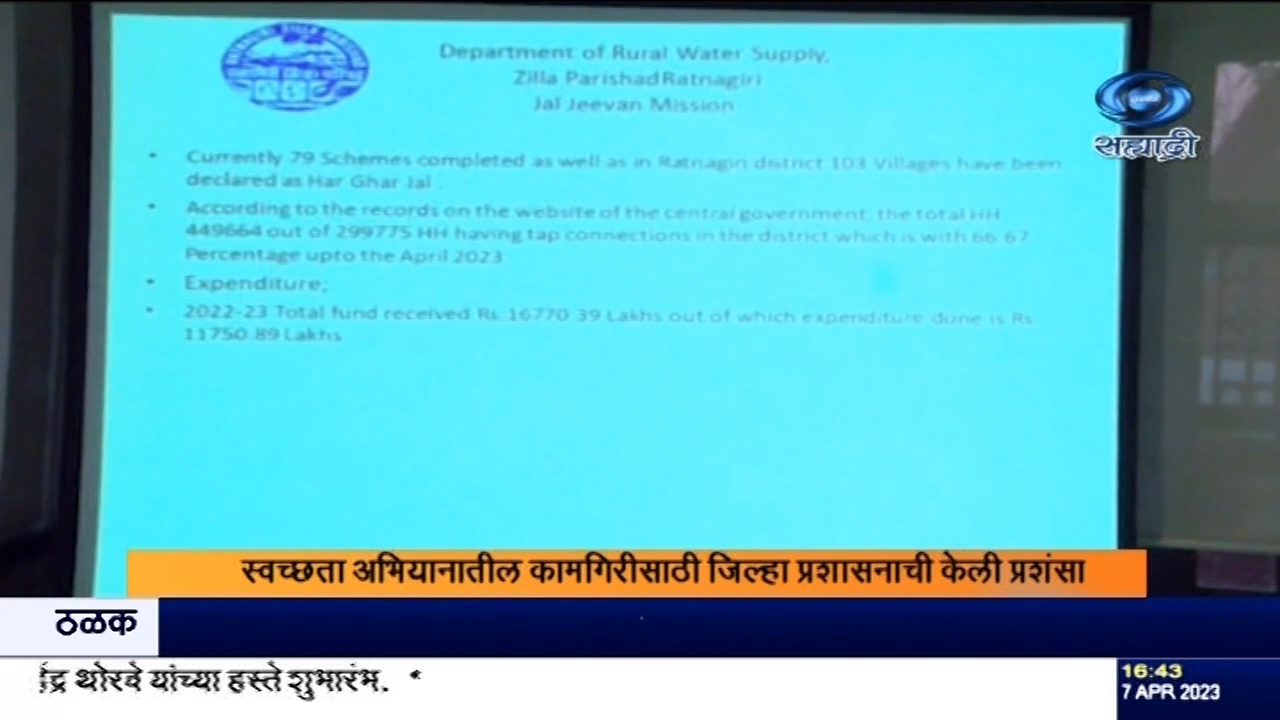 Department of Rural Water Supply,
Zilla Parishad Ratnagiri
Jal Jeevan Mission
सह्याद्री
• Currently 79 Schemes completed as well as in Ratnagiri district 103 Villages have been
declared as Har Ghar Jal .
• According to the records on the website of the central government, the total HH
449664 out of 299775 HH having tap connections in the district which is with 66.67
Percentage upto the April 2023
• Expenditure;
• 2022-23 Total fund received Rs 16770.39 Lakhs out of which expenditure done is Rs
11750.89 Lakhs
स्वच्छता अभियानातील कामगिरीसाठी जिल्हा प्रशासनाची केली प्रशंसा
ठळक
थोरवे यांच्या हस्ते शुभारंभ. *
16:43
7 APR 2023